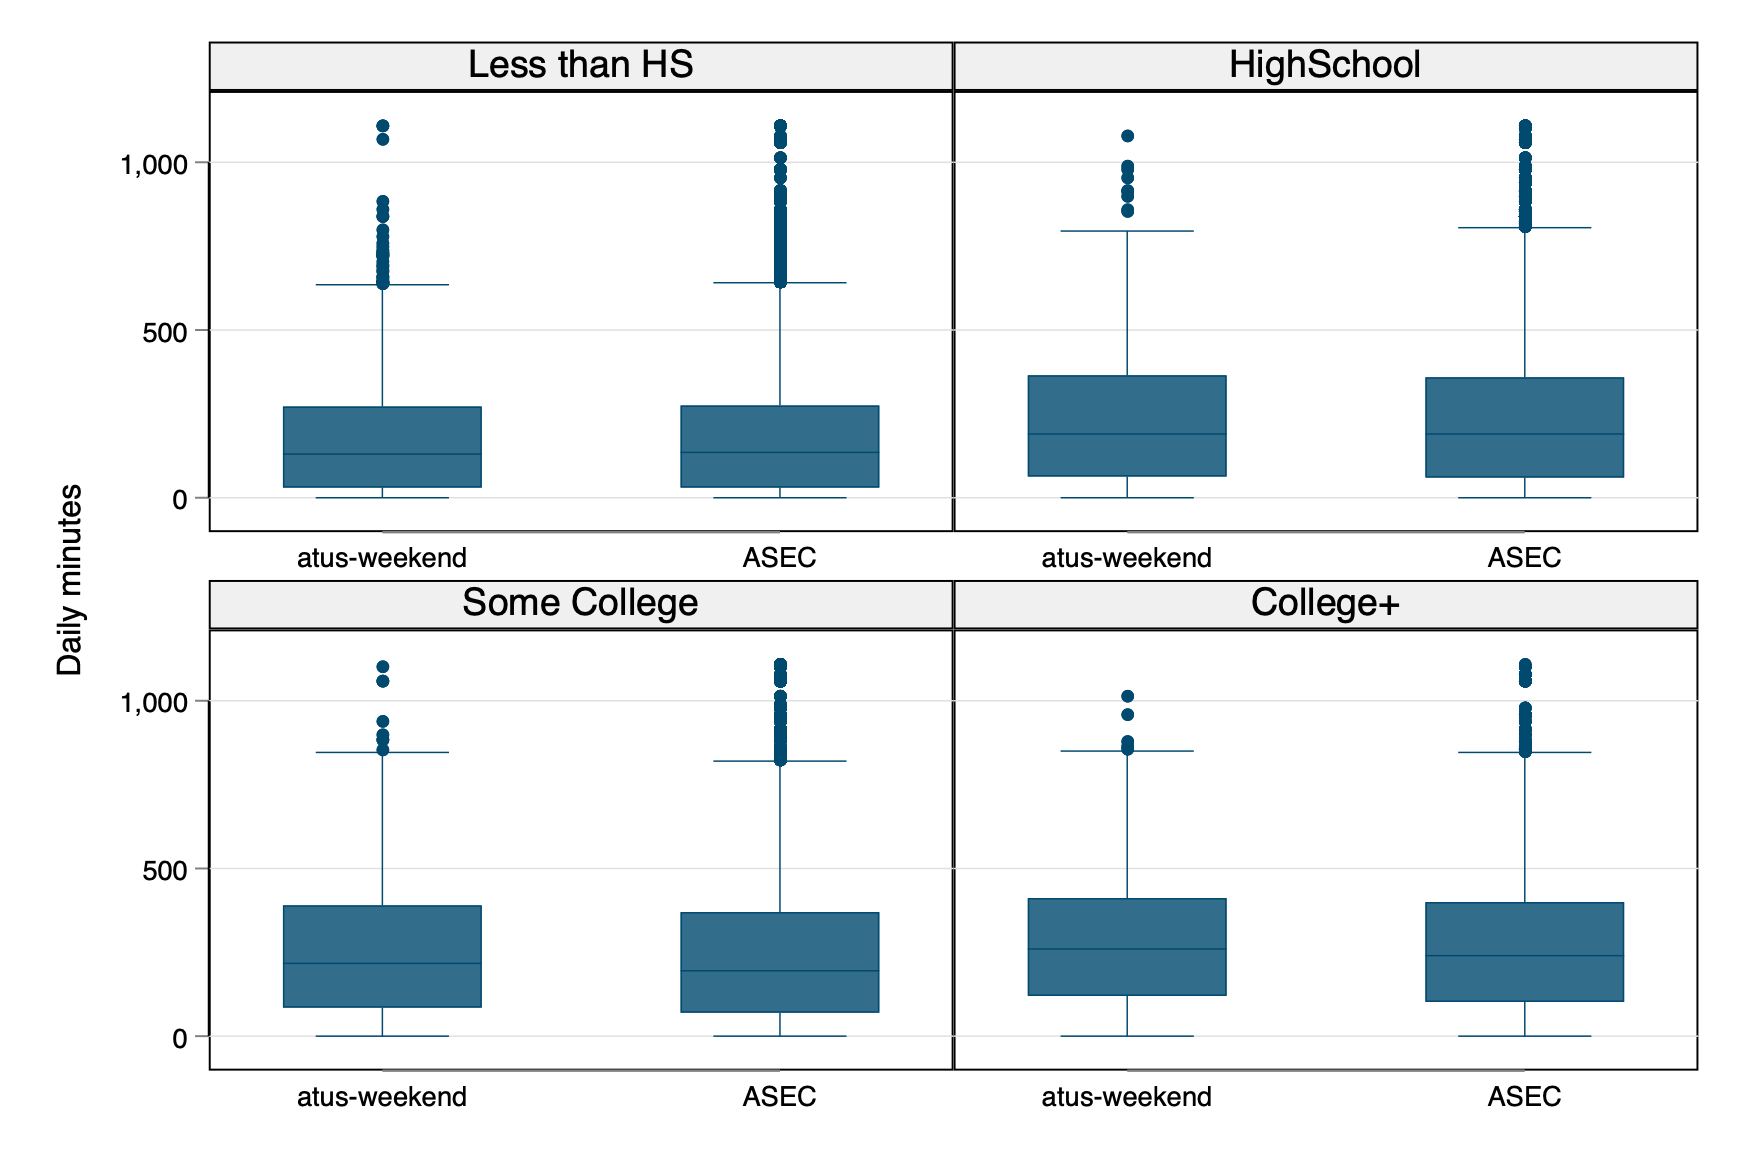 Less than HS
HighSchool
1,000
500
0
atus-weekend
ASEC
atus-weekend
ASEC
Daily minutes
Some College
College+
1,000
500
0
atus-weekend
ASEC
atus-weekend
ASEC